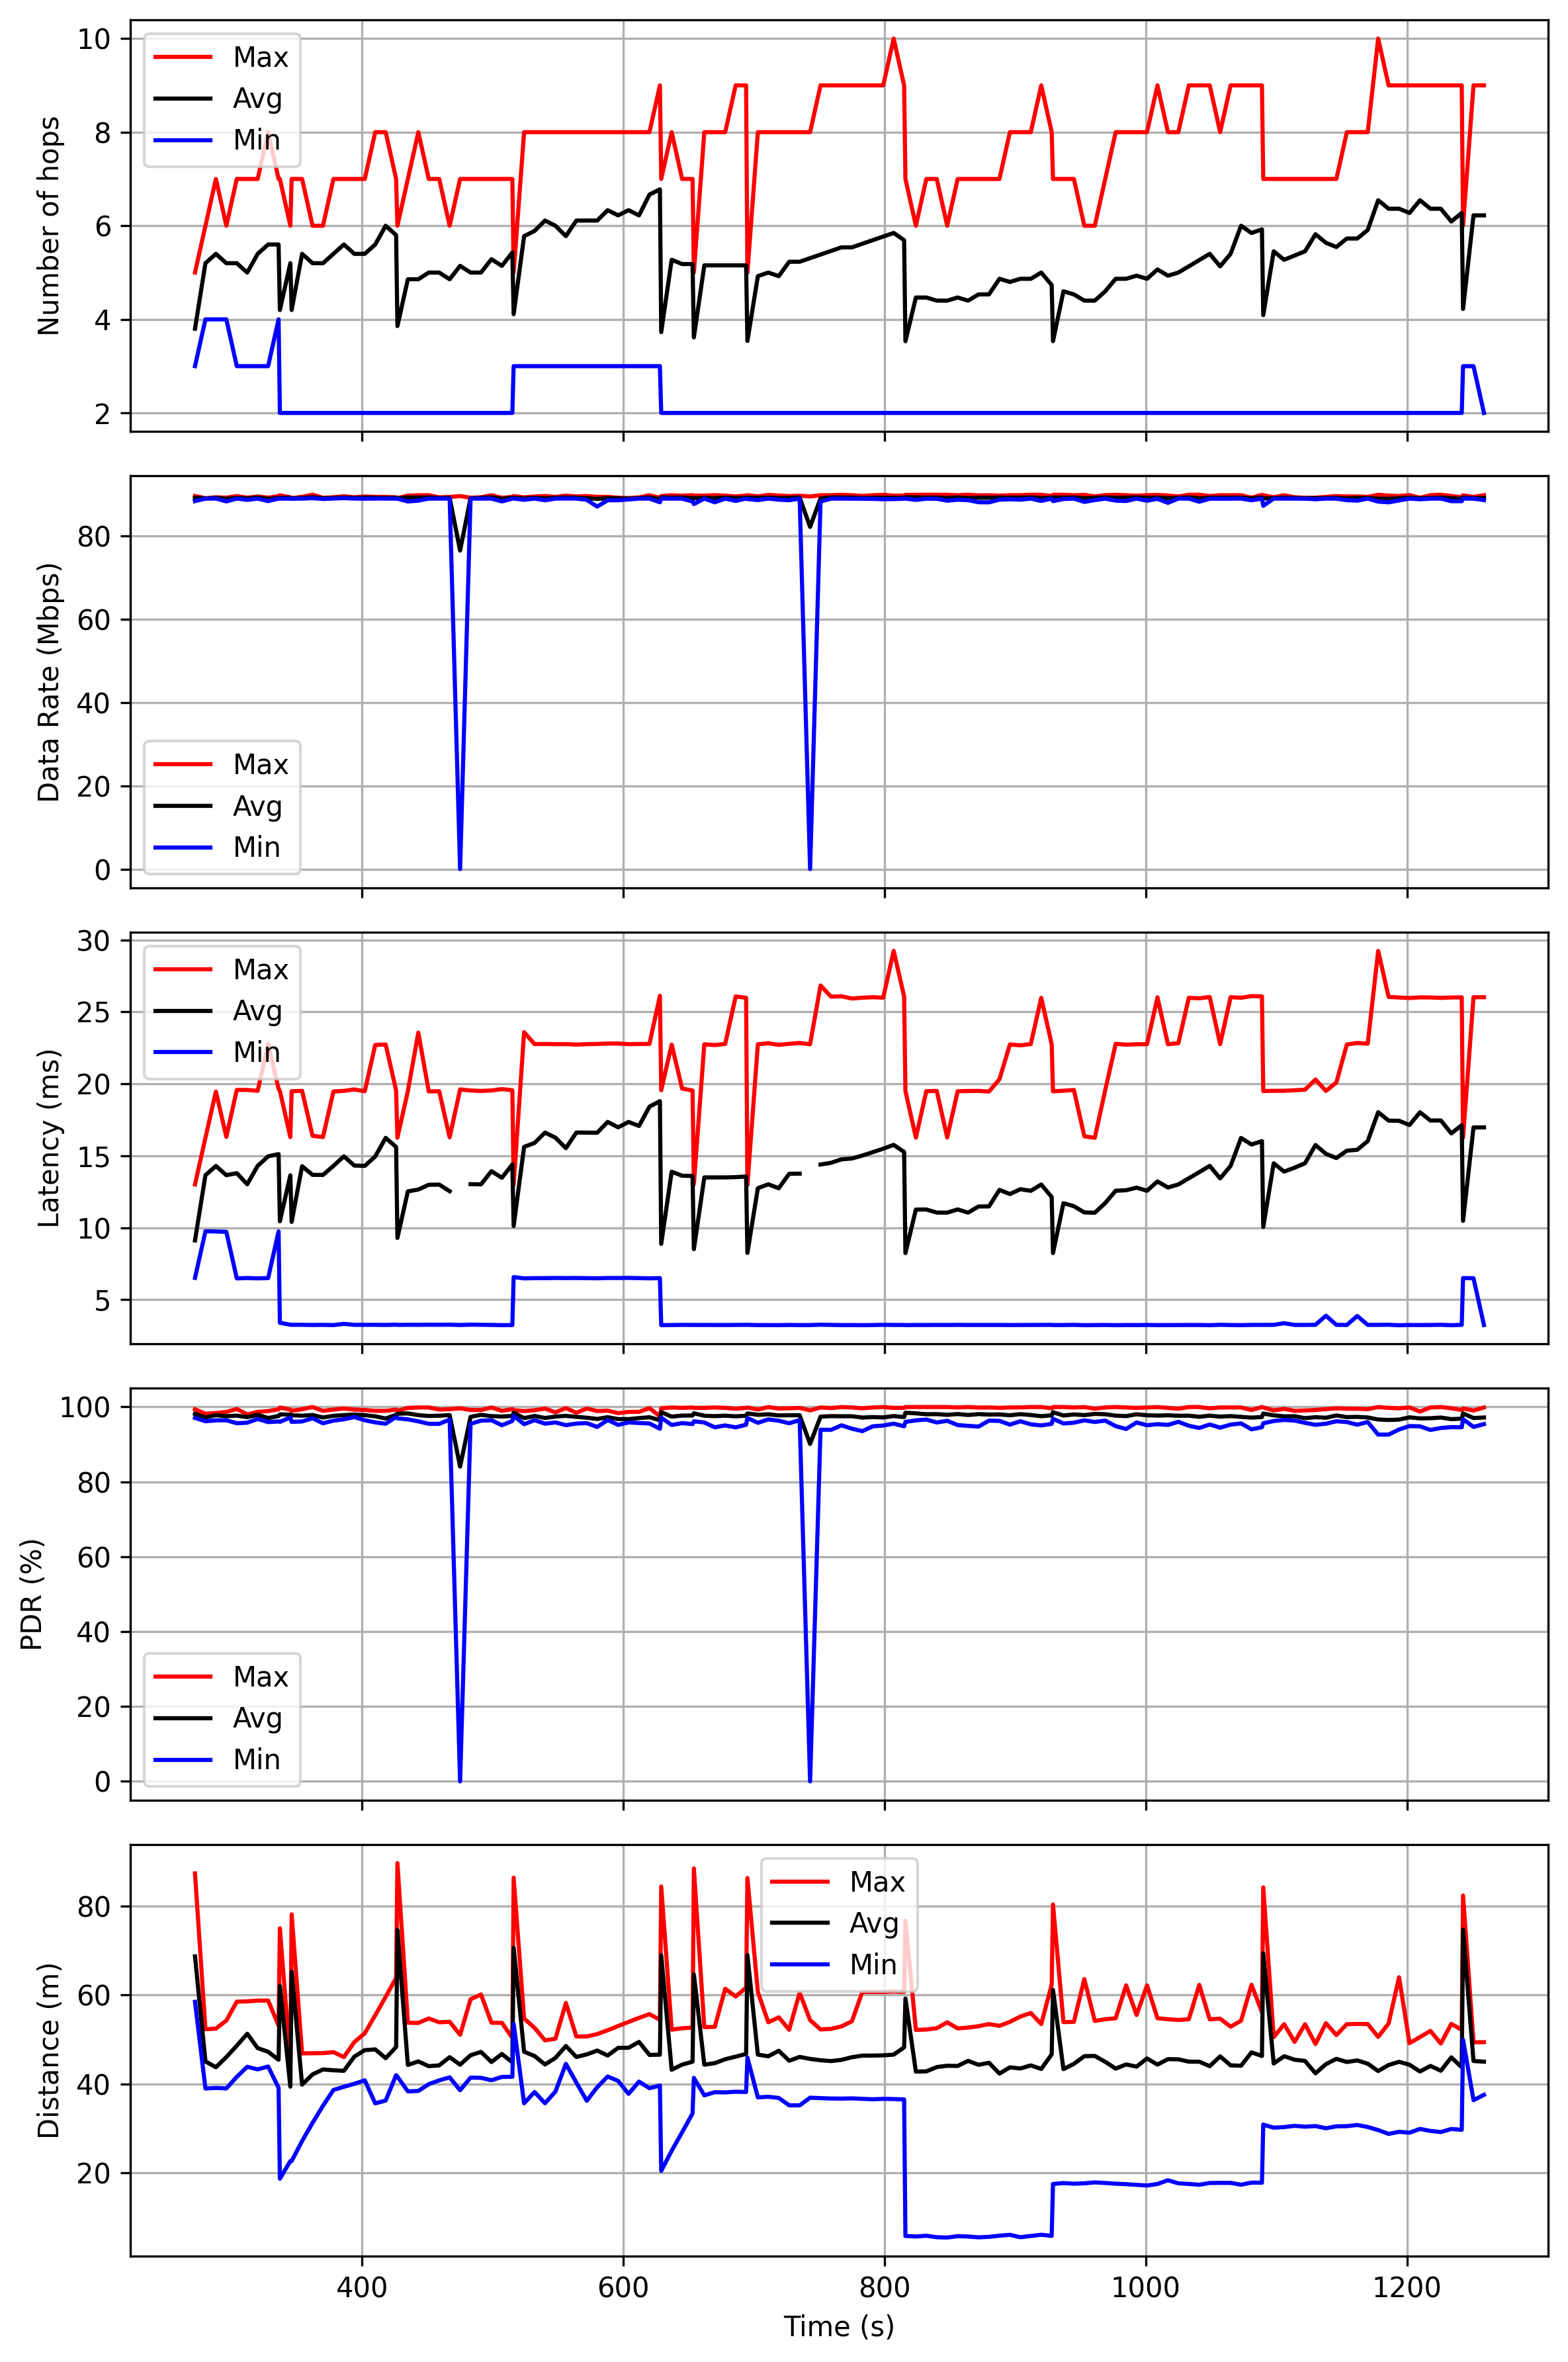 10
8
6
4
2
Number of hops
Max
Avg
Min
80
60
40
20
0
Data Rate (Mbps)
Max
Avg
Min
30
25
20
15
10
5
Latency (ms)
Max
Avg
Min
100
80
60
40
20
0
PDR (%)
Max
Avg
Min
80
60
40
20
Distance (m)
Max
Avg
Min
400 600 800 1000 1200
Time (s)